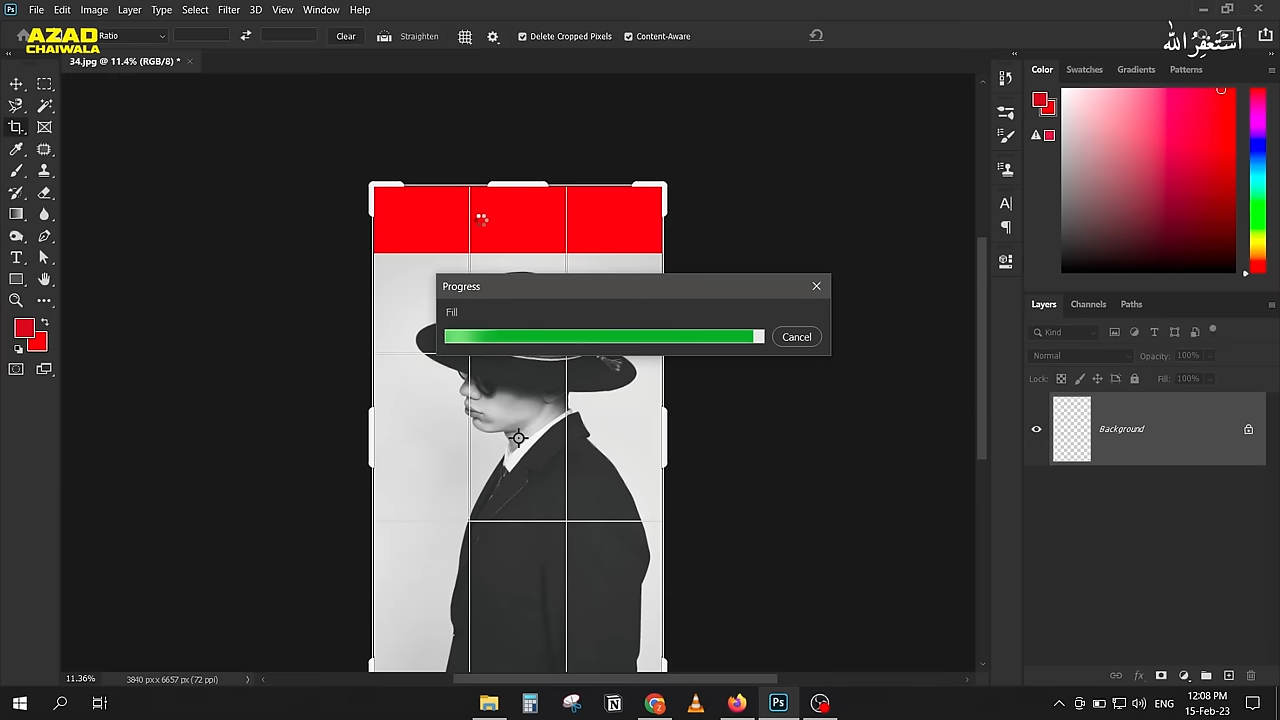 File Edit Image Layer Type Select Filter 3D View Window Help
AZAD
CHAIWALA
Ratio
Clear
Straighten
Delete Cropped Pixels
Content-Aware
أستغفر الله
34.jpg @ 11.4% (RGB/8) *
Color Swatches Gradients Patterns
Progress
Fill
Cancel
Layers Channels Paths
Kind
Normal Opacity: 100%
Lock: Fill: 100%
Background
11.36% 3840 px x 6657 px (72 ppi)
ENG
12:08 PM
15-Feb-23